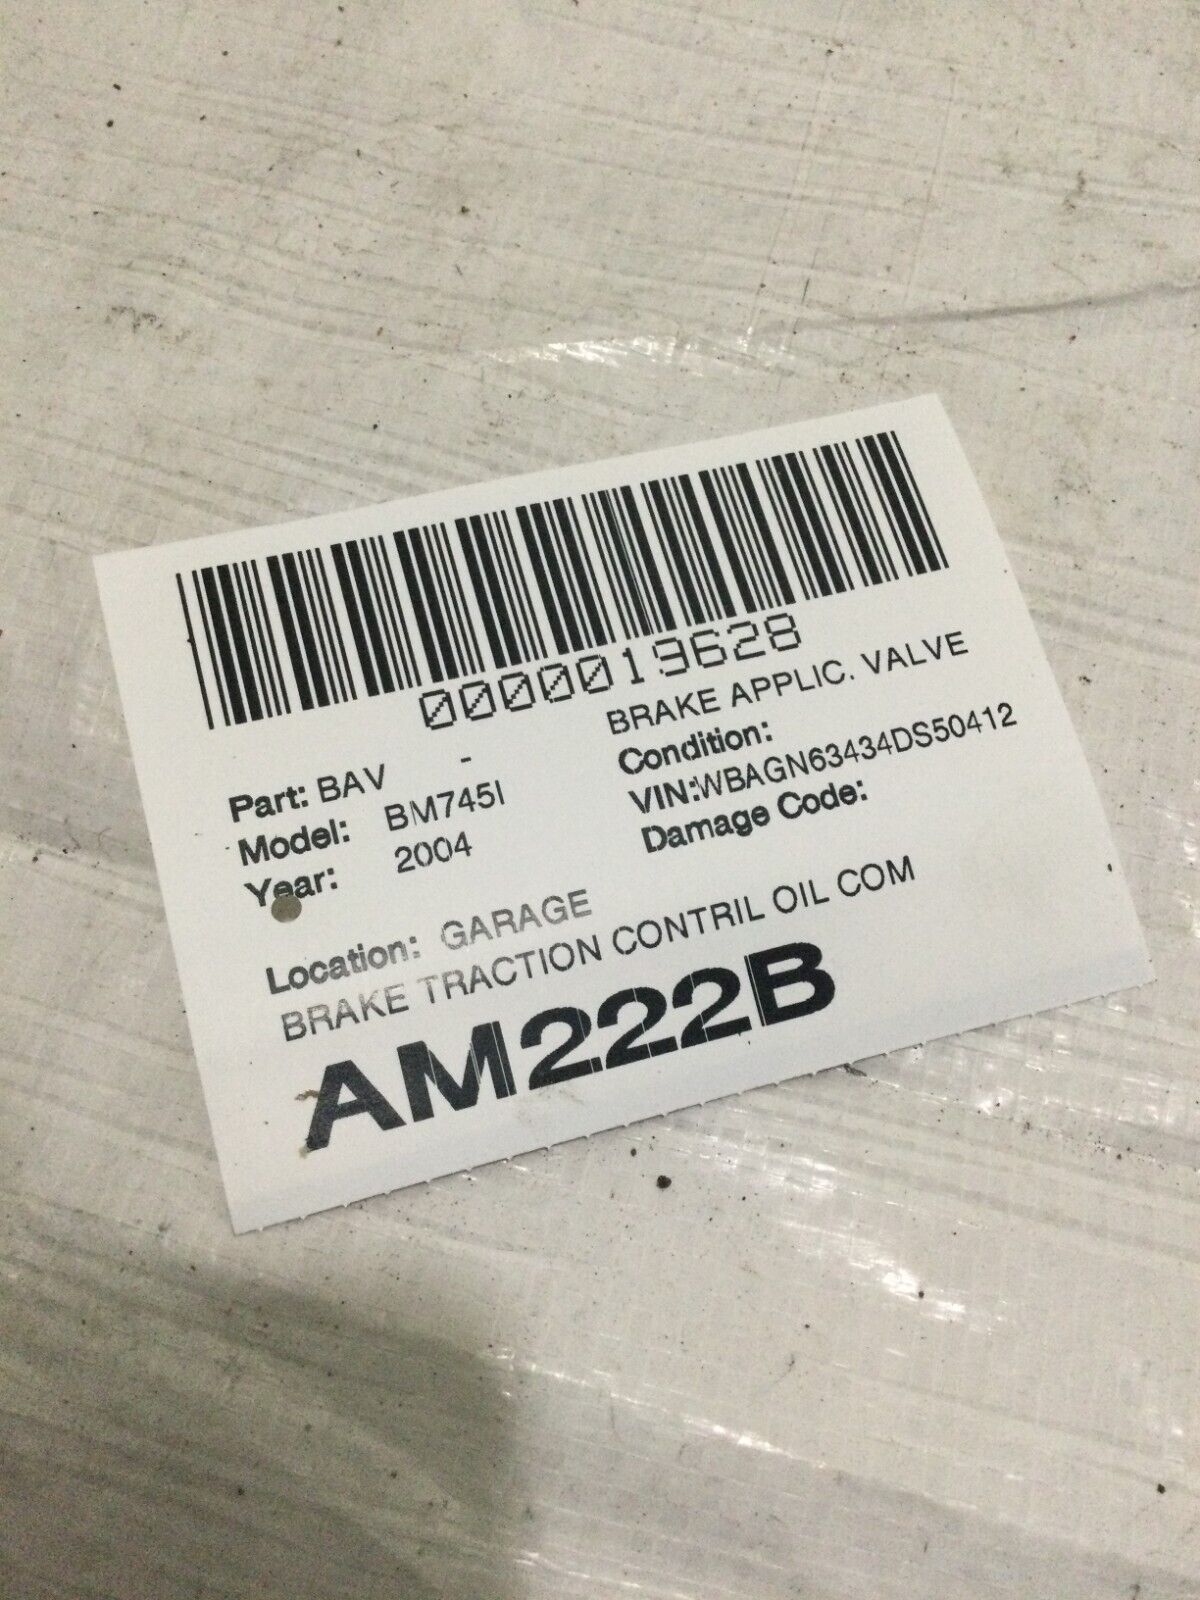 0000019628
Part: BAV - BRAKE APPLIC. VALVE
Model: BM745I Condition:
Year: 2004 VIN:WBAGN63434DS50412
Damage Code:
Location: GARAGE
BRAKE TRACTION CONTRIL OIL COM
AM222B